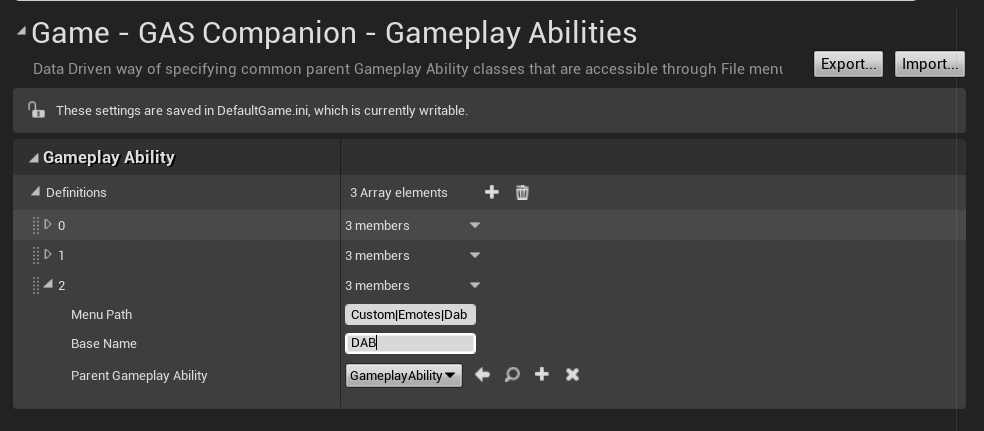 Game - GAS Companion - Gameplay Abilities
Data Driven way of specifying common parent Gameplay Ability classes that are accessible through File menu
Export... Import...
These settings are saved in DefaultGame.ini, which is currently writable.
Gameplay Ability
Definitions 3 Array elements
0 3 members
1 3 members
2 3 members
Menu Path Custom|Emotes|Dab
Base Name DAB
Parent Gameplay Ability GameplayAbility